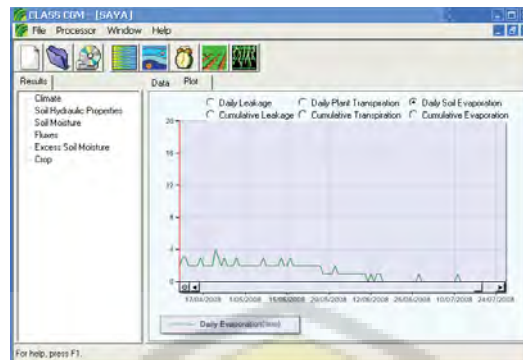 CLASS CGM - [SAYA]
File Processor Window Help
Results
Data Plot
Climate
Soil Hydraulic Properties
Soil Moisture
Fluxes
Excess Soil Moisture
Crop
Daily Leakage Daily Plant Transpiration Daily Soil Evaporation
Cumulative Leakage Cumulative Transpiration Cumulative Evaporation
20
16
12
8
4
0
17/04/2008 1/05/2008 15/05/2008 29/05/2008 12/06/2008 26/06/2008 10/07/2008 24/07/2008
Daily Evaporation(mm)
For help, press F1.